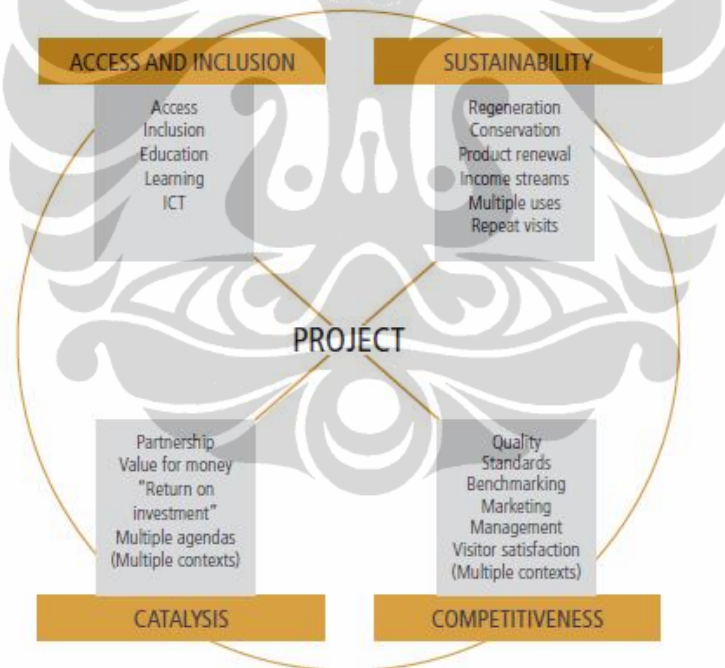 ACCESS AND INCLUSION
Access
Inclusion
Education
Learning
ICT
SUSTAINABILITY
Regeneration
Conservation
Product renewal
Income streams
Multiple uses
Repeat visits
PROJECT
Partnership
Value for money
"Return on
investment"
Multiple agendas
(Multiple contexts)
CATALYSIS
Quality
Standards
Benchmarking
Marketing
Management
Visitor satisfaction
(Multiple contexts)
COMPETITIVENESS